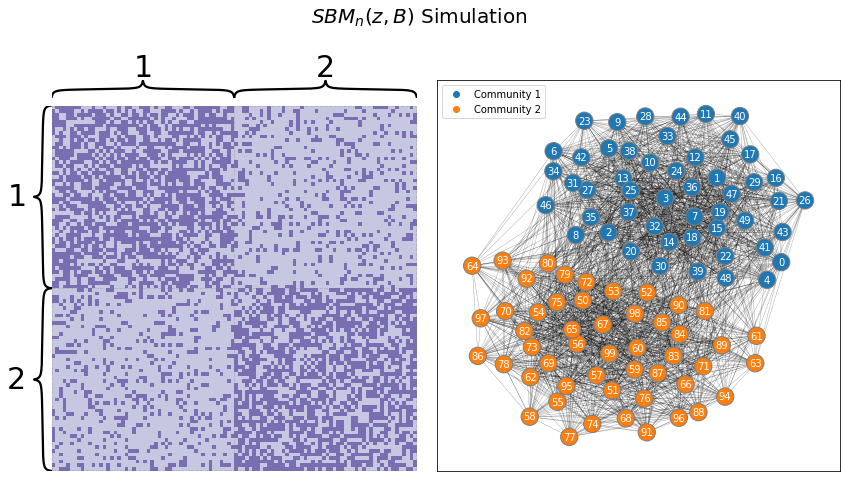 SBM_n(z, B) Simulation
1 2
1
2
Community 1
Community 2
23 9 28 44 11 40
33 45
6 42 5 38 10 12 17
34 31 27 13 25 24 36 1 47 29 16
46 35 37 3 7 19 49 21 26
8 2 32 14 18 15 41 43
20 30 39 22 48 0 4
64 93 80 92 79 72
75 50 53 52
97 70 54 98 90 81
82 65 67 85 84 61
86 73 56 99 60 83 89
78 69 59 87 71 63
62 95 57 51 66
58 55 76 94
77 74 68 91 96 88